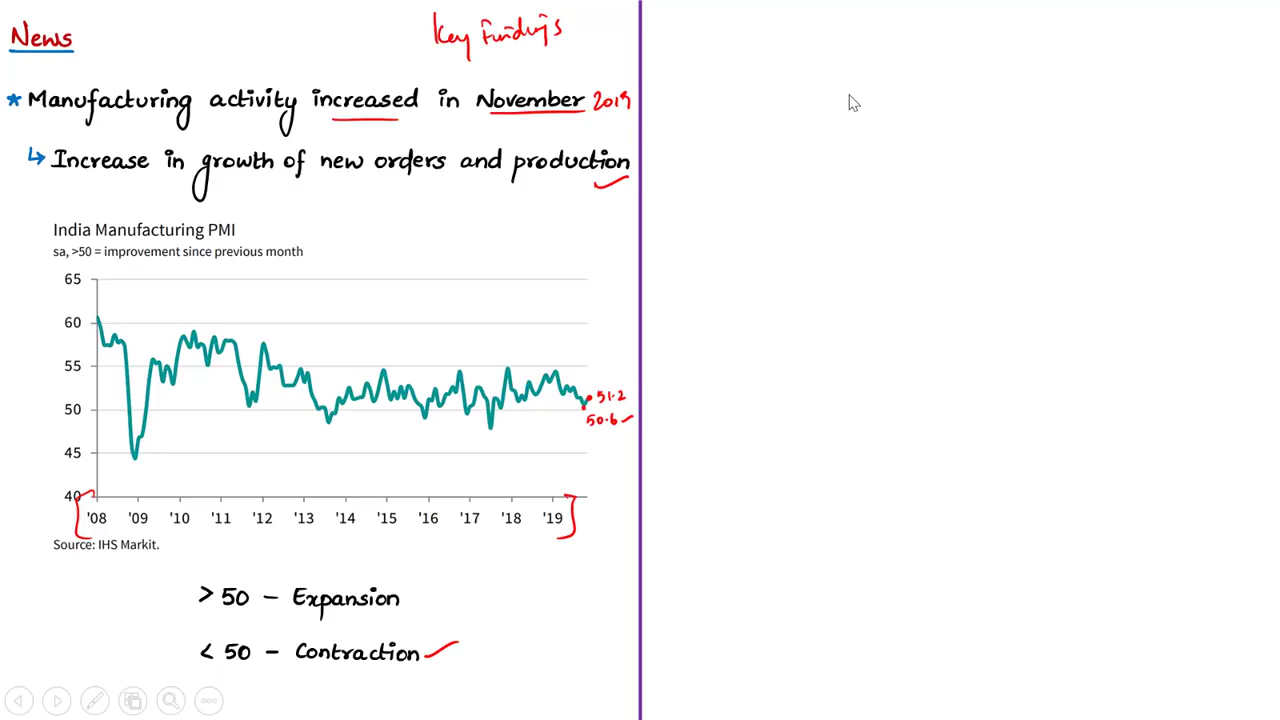 Key Findings
News
* Manufacturing activity increased in November 2019
↳ Increase in growth of new orders and production
India Manufacturing PMI
sa, >50 = improvement since previous month
65
60
55
51.2
50
50.6
45
40
'08 '09 '10 '11 '12 '13 '14 '15 '16 '17 '18 '19
Source: IHS Markit.
> 50 - Expansion
< 50 - Contraction